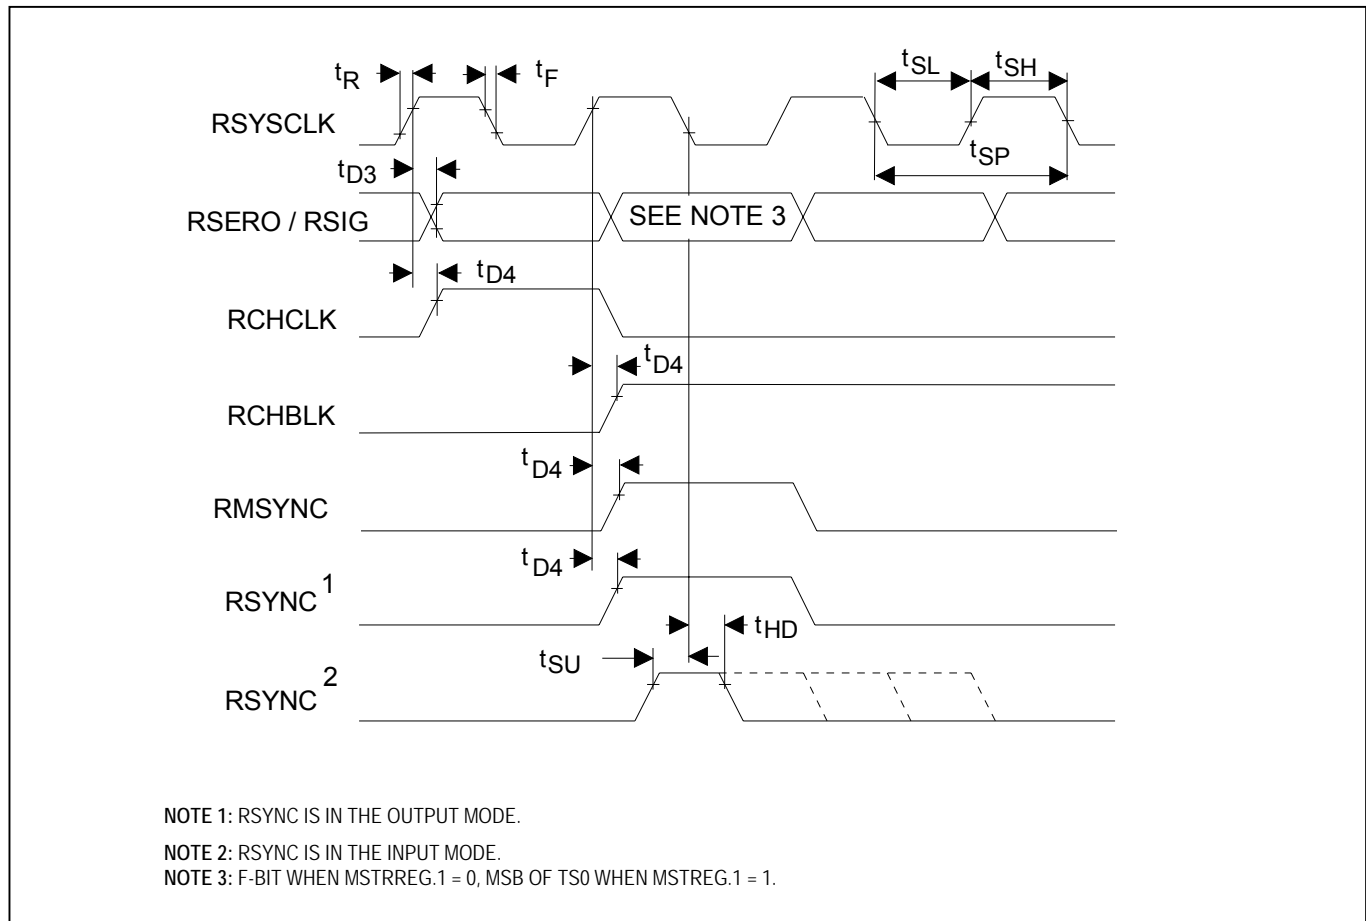 tR
tF
tSL
tSH
RSYSCLK
tSP
tD3
RSERO / RSIG
SEE NOTE 3
tD4
RCHCLK
tD4
RCHBLK
tD4
RMSYNC
tD4
RSYNC 1
tHD
tSU
RSYNC 2
NOTE 1: RSYNC IS IN THE OUTPUT MODE.
NOTE 2: RSYNC IS IN THE INPUT MODE.
NOTE 3: F-BIT WHEN MSTRREG.1 = 0, MSB OF TS0 WHEN MSTREG.1 = 1.